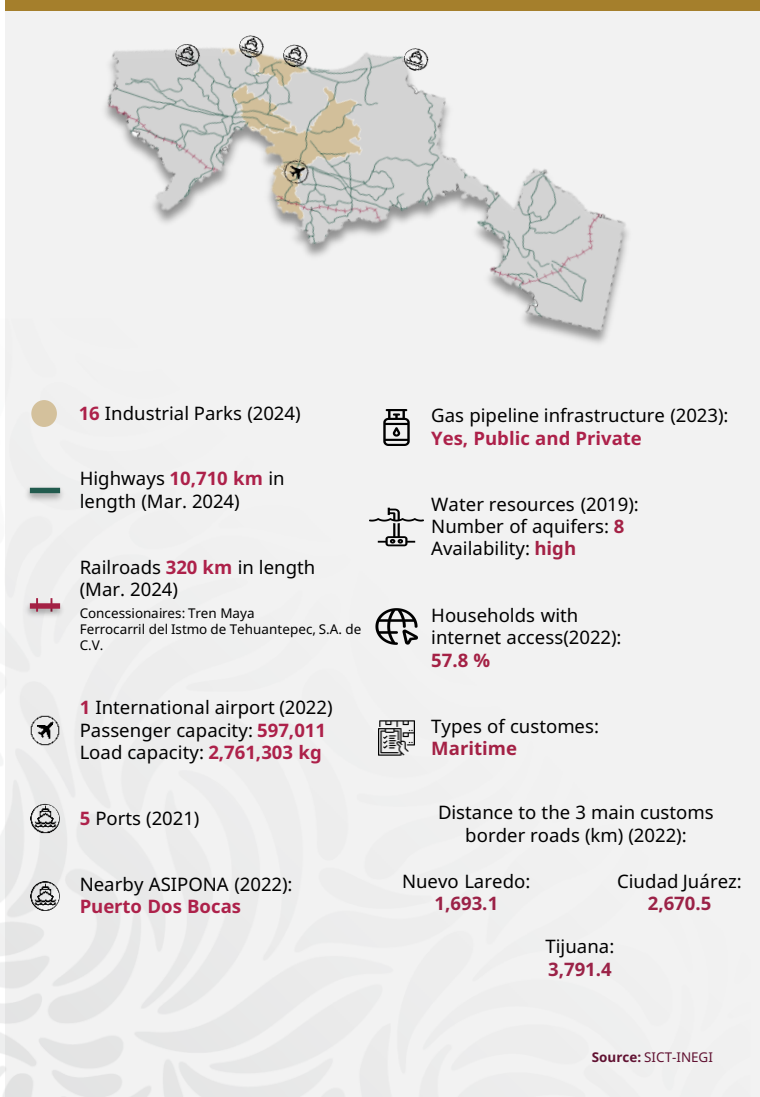 16 Industrial Parks (2024)
Highways 10,710 km in
length (Mar. 2024)
Railroads 320 km in length
(Mar. 2024)
Concessionaires: Tren Maya
Ferrocarril del Istmo de Tehuantepec, S.A. de
C.V.
1 International airport (2022)
Passenger capacity: 597,011
Load capacity: 2,761,303 kg
5 Ports (2021)
Nearby ASIPONA (2022):
Puerto Dos Bocas
Gas pipeline infrastructure (2023):
Yes, Public and Private
Water resources (2019):
Number of aquifers: 8
Availability: high
Households with
internet access(2022):
57.8 %
Types of customes:
Maritime
Distance to the 3 main customs
border roads (km) (2022):
Nuevo Laredo:
1,693.1
Ciudad Juárez:
2,670.5
Tijuana:
3,791.4
Source: SICT-INEGI